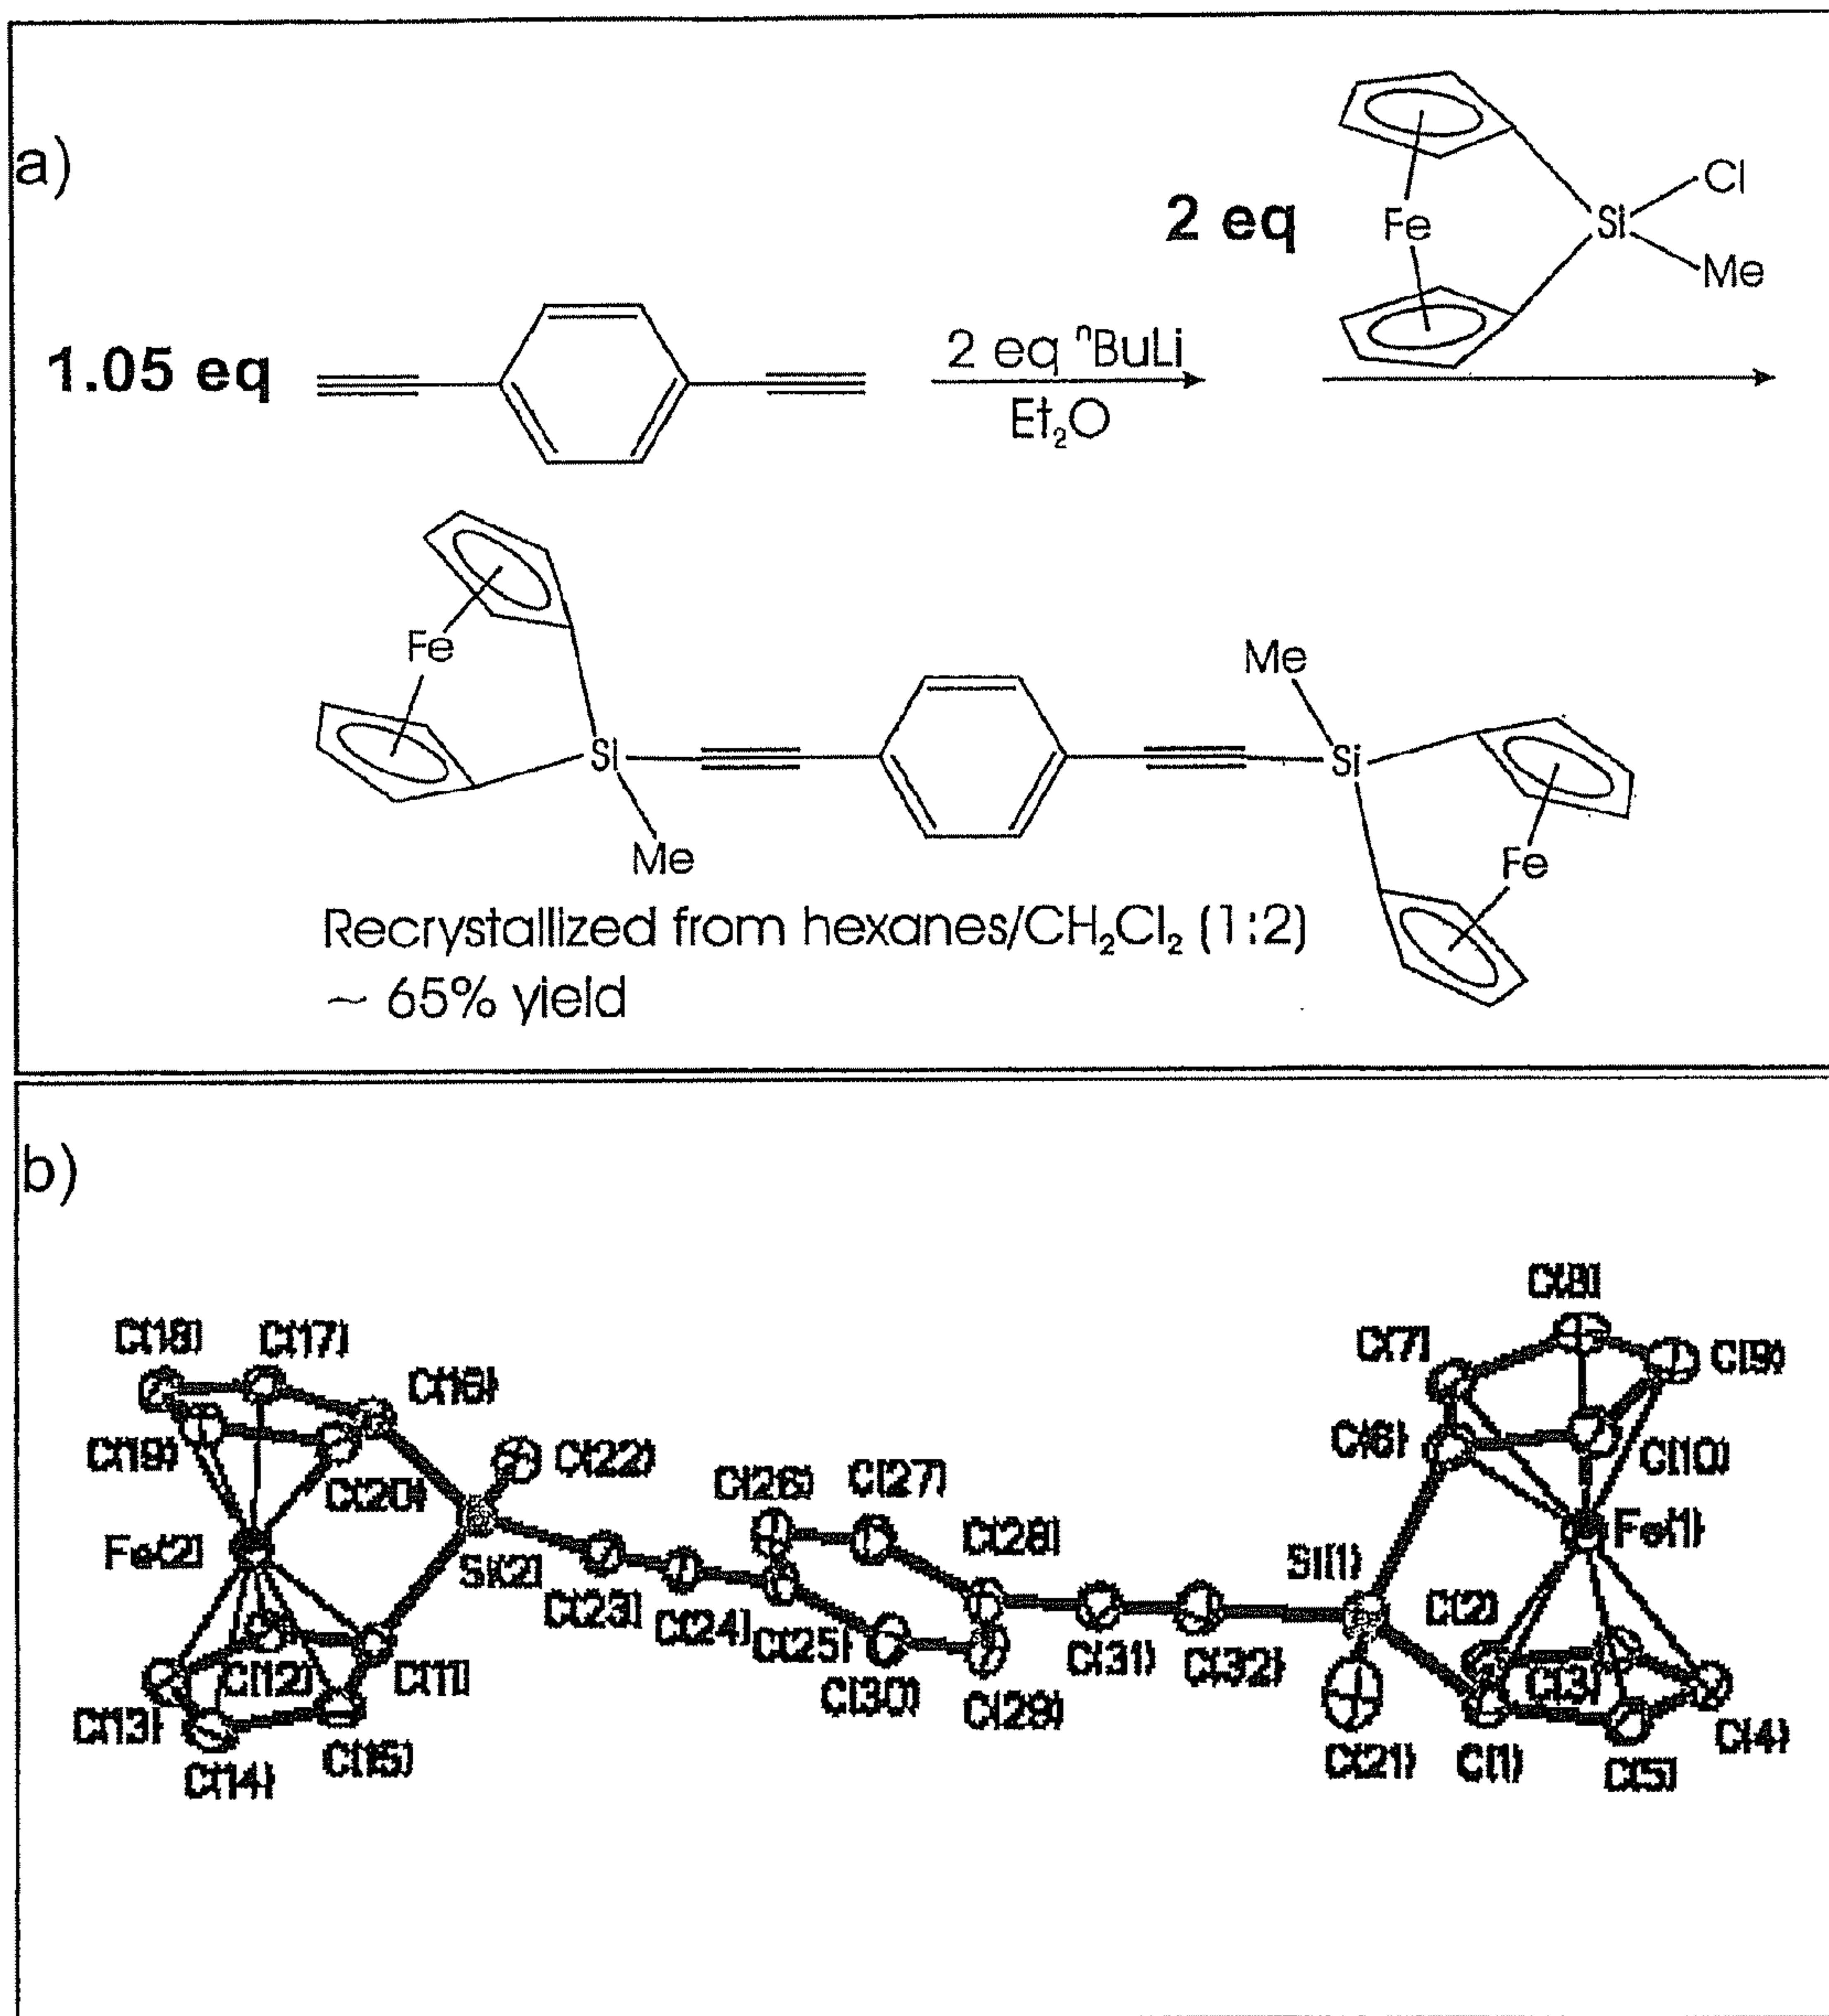 a)
Cl
2 eq
Fe
Si
Me
1.05 eq
2 eq ⁿBuLi
Et₂O
Fe
Me
Si
Si
Me
Fe
Recrystallized from hexanes/CH₂Cl₂ (1:2)
~ 65% yield
b)
C(8)
C(18)
C(17)
C(7)
C(9)
C(16)
C(19)
C(22)
C(6)
C(10)
C(20)
C(26)
C(27)
Fe(2)
C(28)
Fe(1)
Si(2)
Si(1)
C(23)
C(24)
C(2)
C(25)
C(31)
C(32)
C(12)
C(11)
C(30)
C(3)
C(29)
C(13)
C(4)
C(14)
C(15)
C(21)
C(1)
C(5)